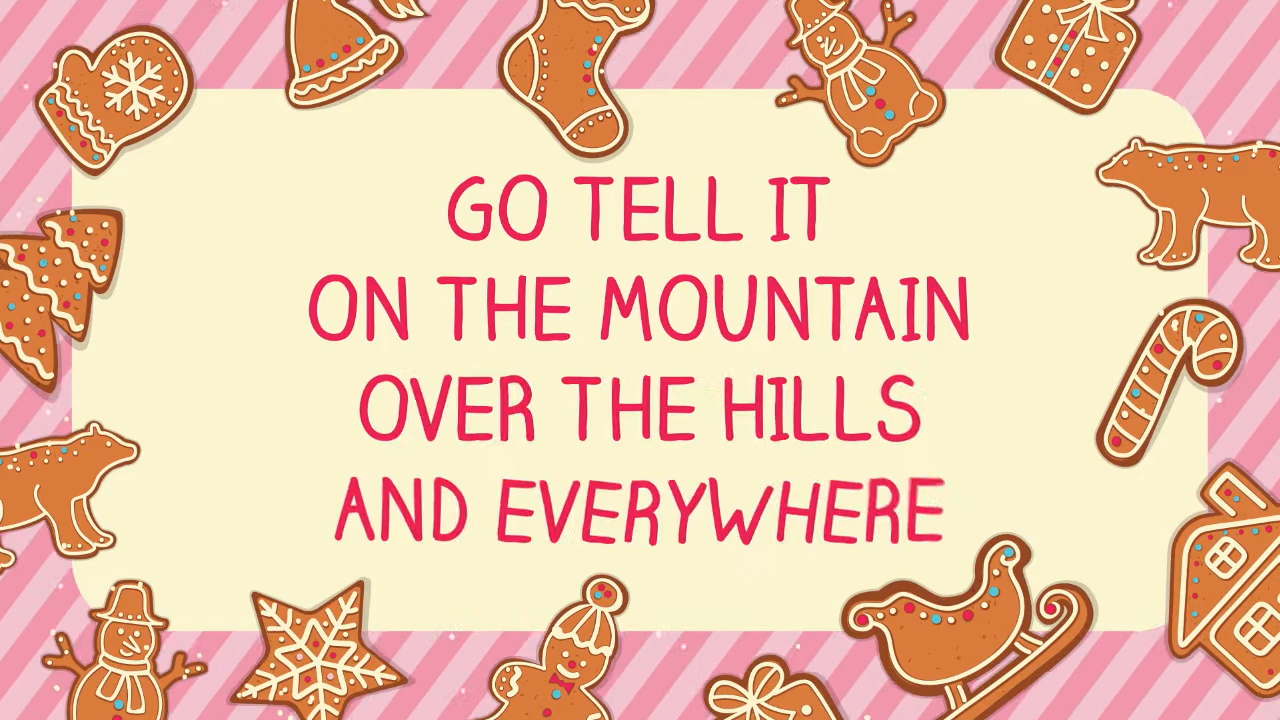 GO TELL IT
ON THE MOUNTAIN
OVER THE HILLS
AND EVERYWHERE